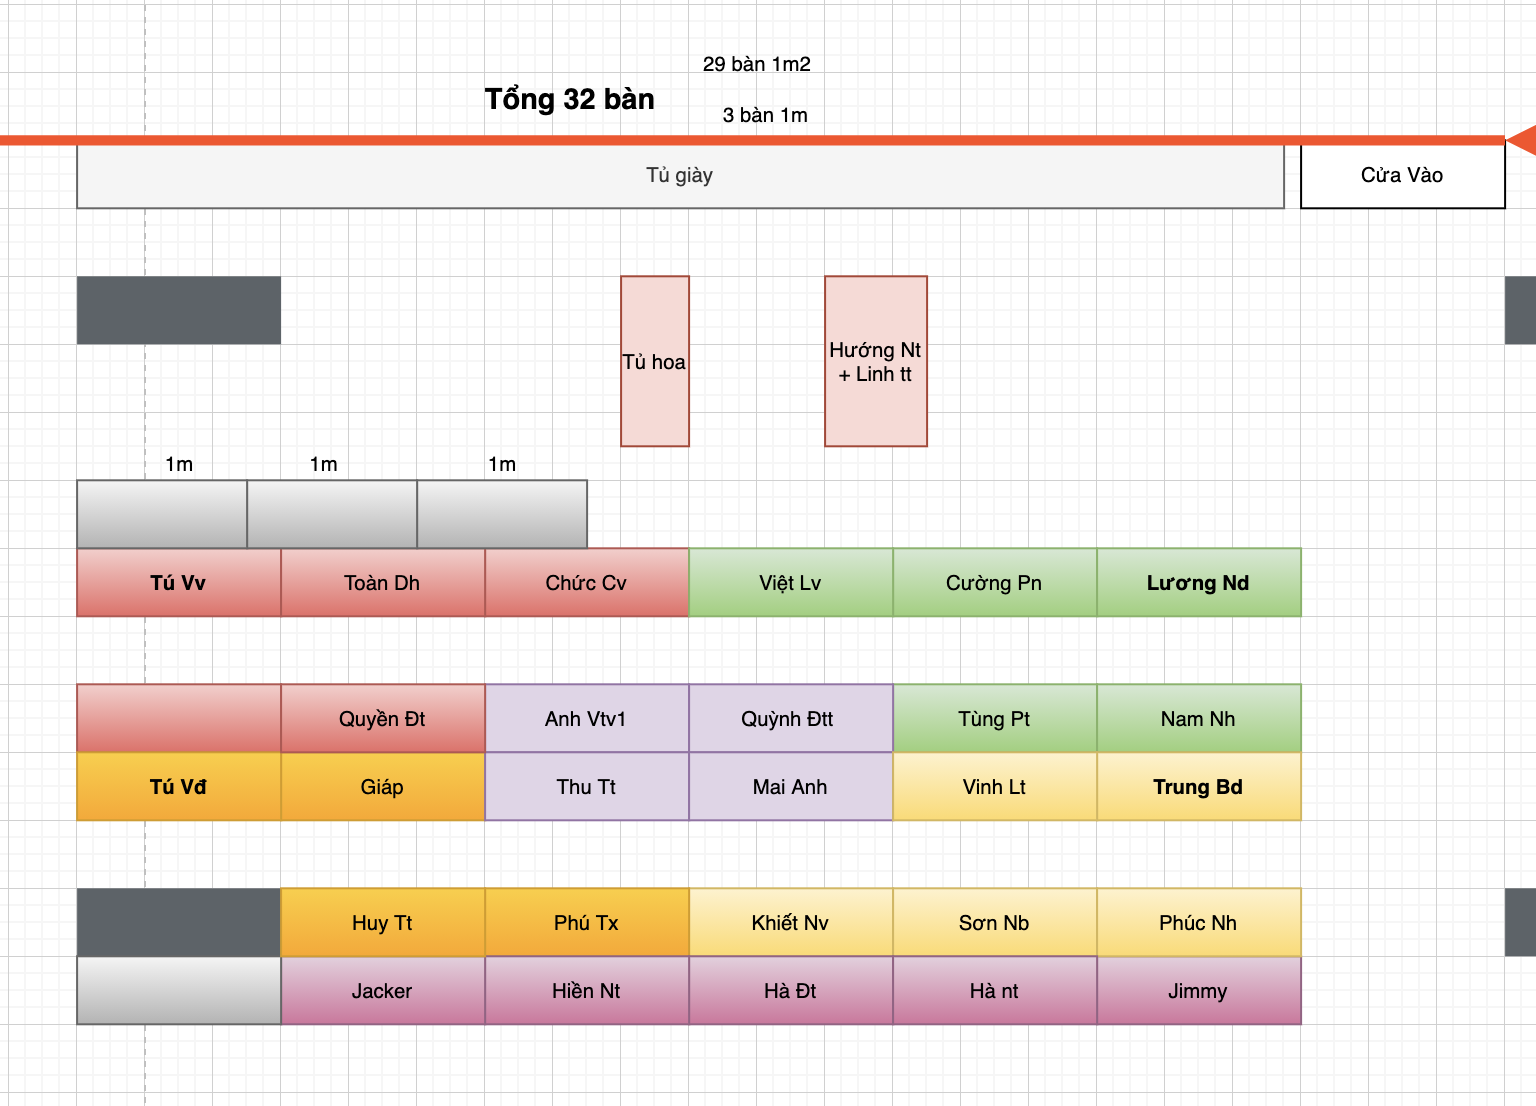 29 bàn 1m2
Tổng 32 bàn
3 bàn 1m
Tủ giày
Cửa Vào
Tủ hoa
Hướng Nt
+ Linh tt
1m
1m
1m
Tú Vv
Toàn Dh
Chức Cv
Việt Lv
Cường Pn
Lương Nd
Quyền Đt
Anh Vtv1
Quỳnh Đtt
Tùng Pt
Nam Nh
Tú Vđ
Giáp
Thu Tt
Mai Anh
Vinh Lt
Trung Bd
Huy Tt
Phú Tx
Khiết Nv
Sơn Nb
Phúc Nh
Jacker
Hiền Nt
Hà Đt
Hà nt
Jimmy